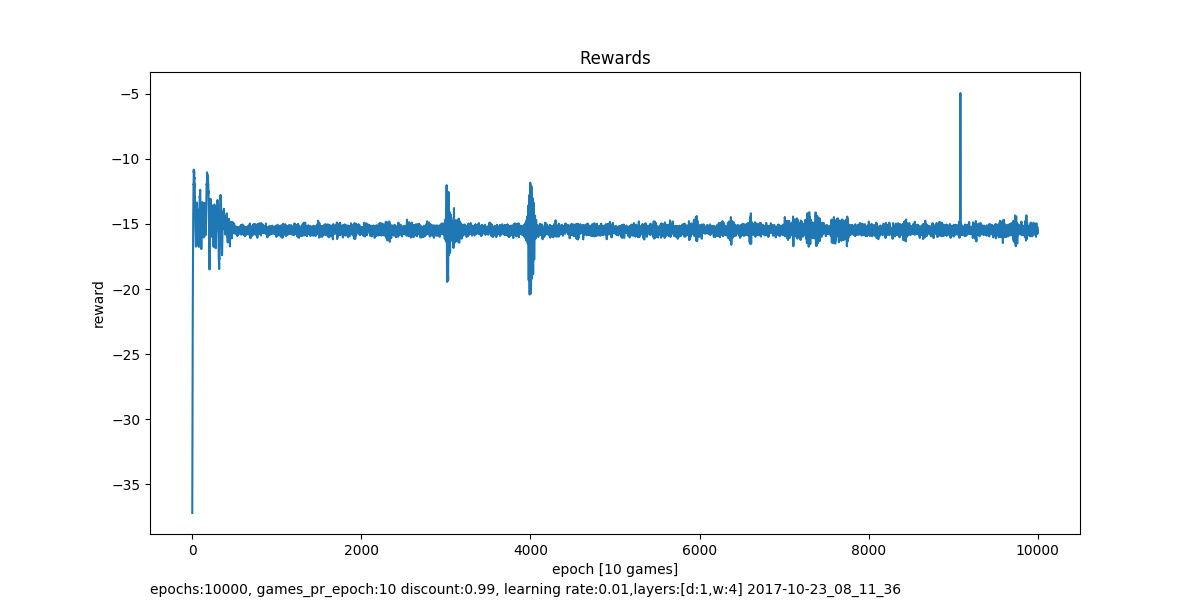 Rewards
−5
−10
−15
−20
−25
−30
−35
reward
0 2000 4000 6000 8000 10000
epoch [10 games]
epochs:10000, games_pr_epoch:10 discount:0.99, learning rate:0.01,layers:[d:1,w:4] 2017-10-23_08_11_36